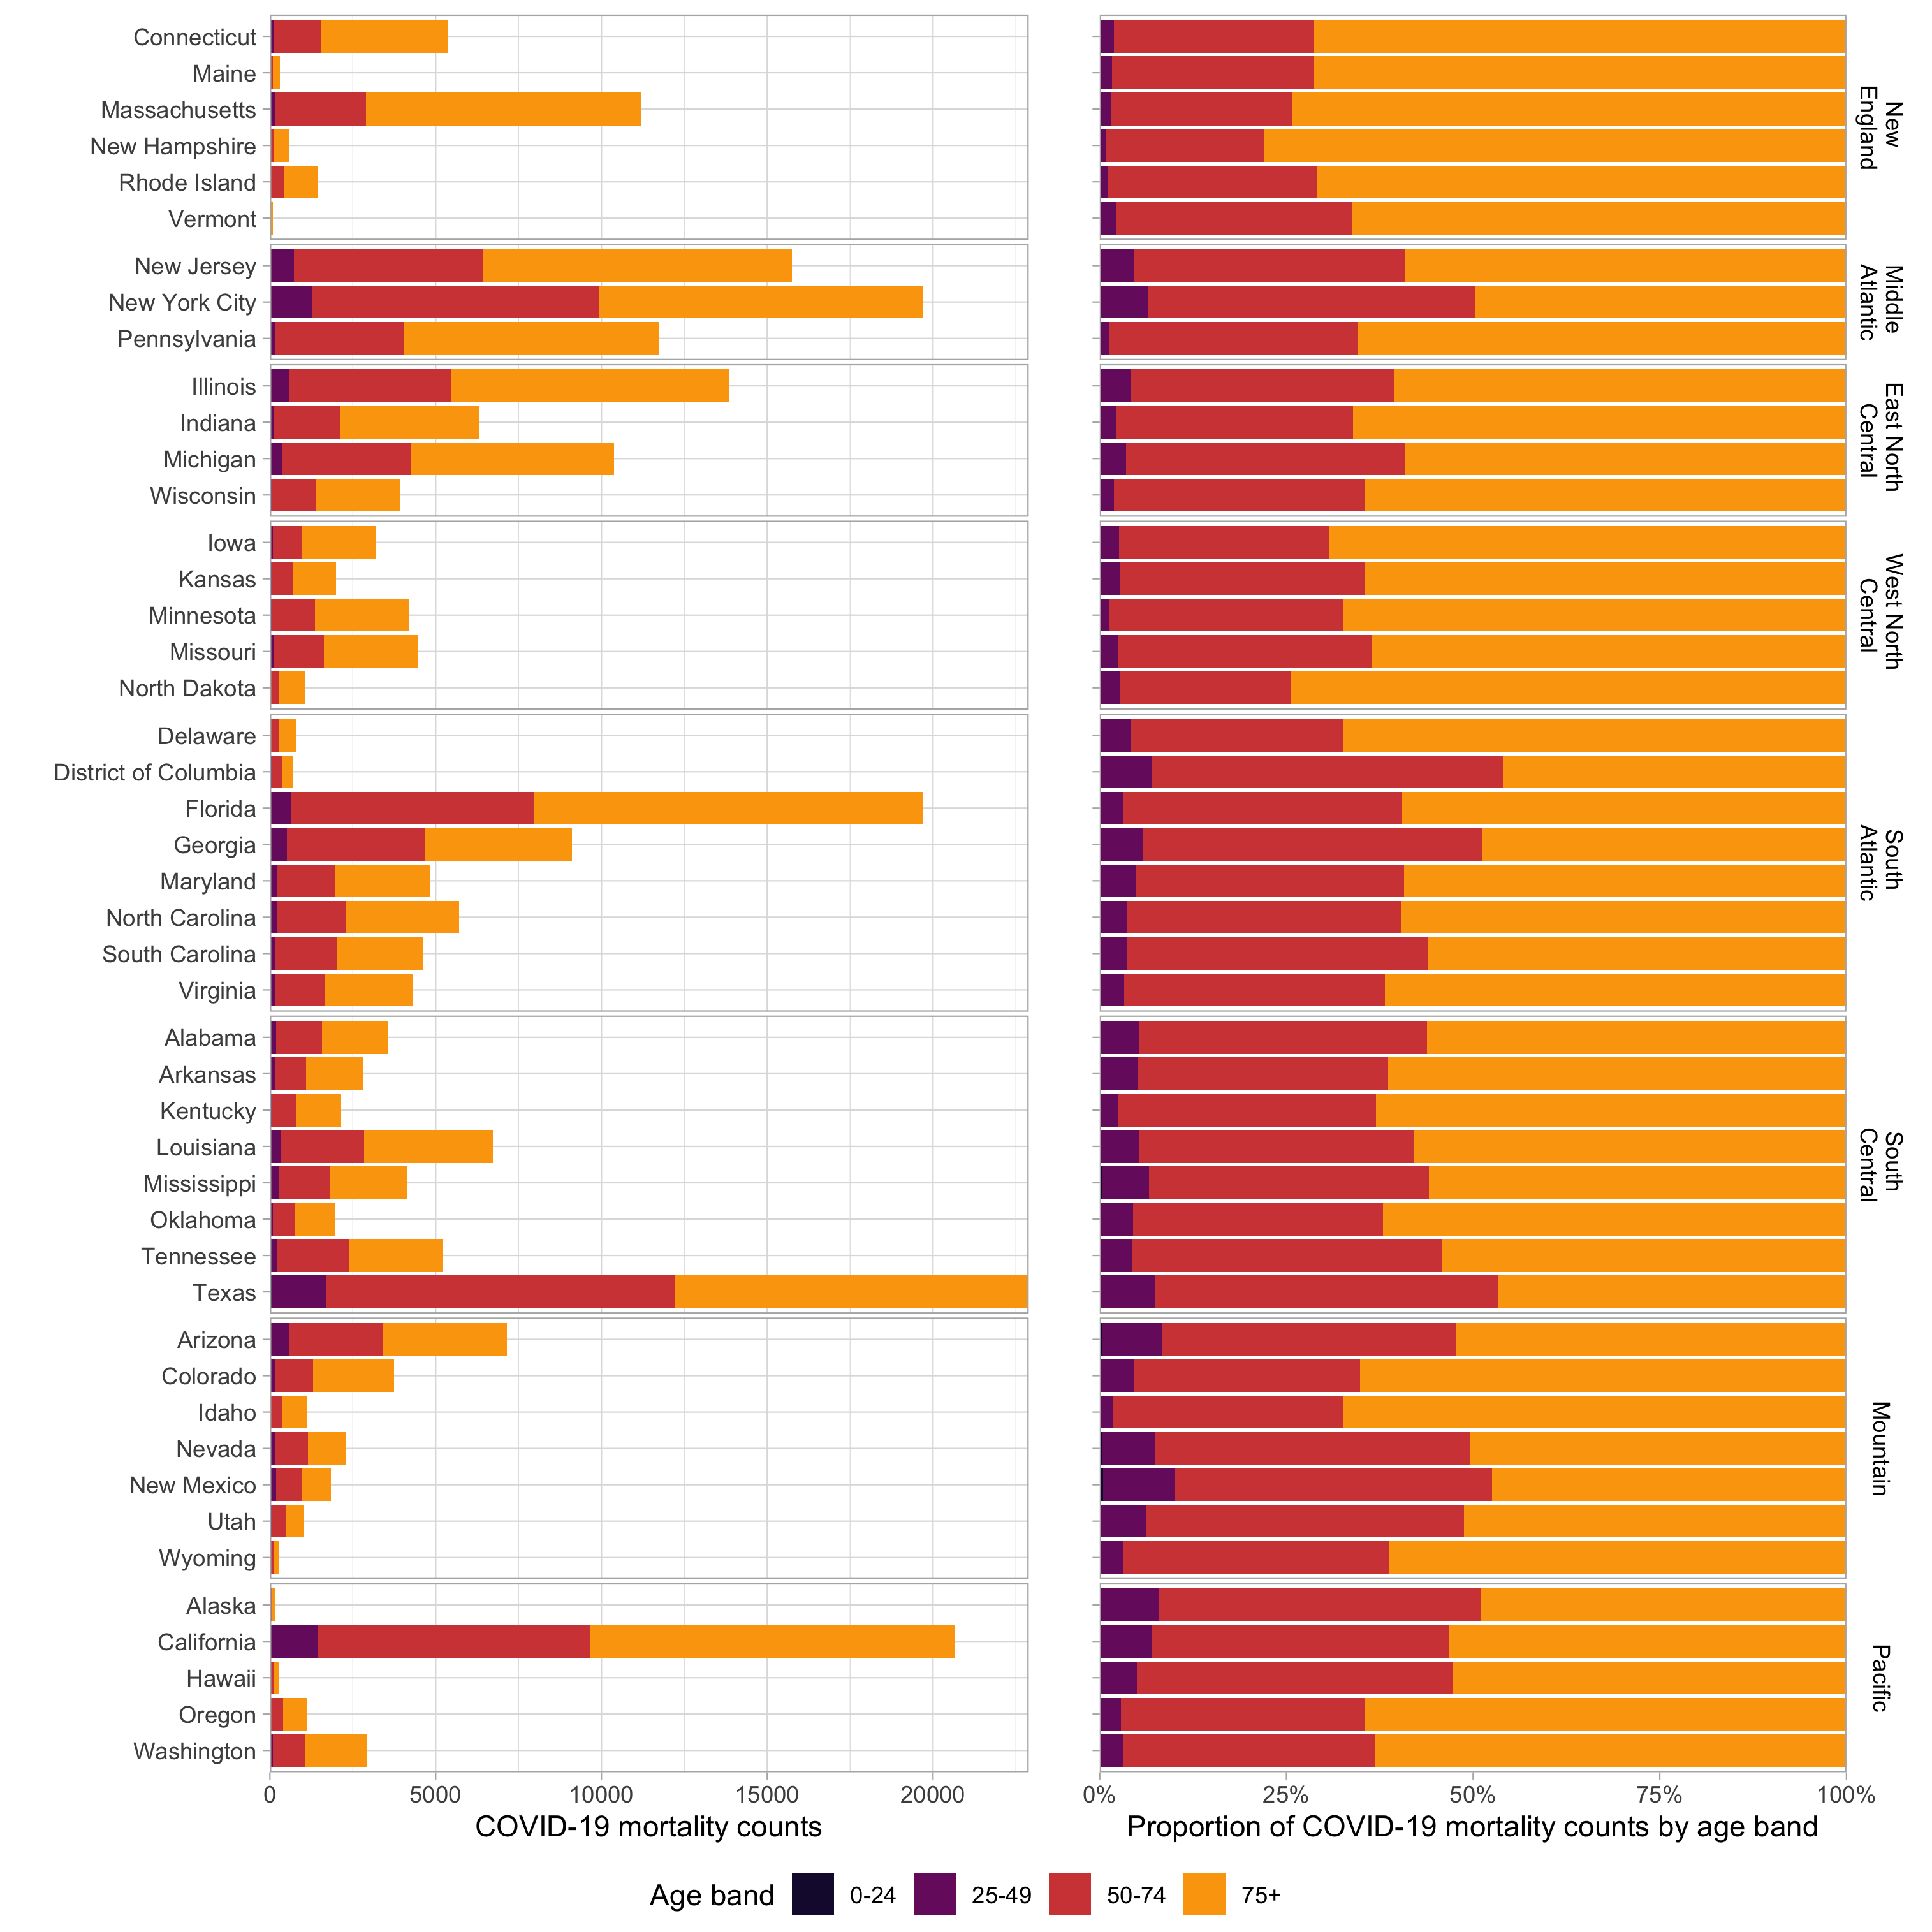 Connecticut
Maine
Massachusetts
New Hampshire
Rhode Island
Vermont
New
England
New Jersey
New York City
Pennsylvania
Middle
Atlantic
Illinois
Indiana
Michigan
Wisconsin
East North
Central
Iowa
Kansas
Minnesota
Missouri
North Dakota
West North
Central
Delaware
District of Columbia
Florida
Georgia
Maryland
North Carolina
South Carolina
Virginia
South
Atlantic
Alabama
Arkansas
Kentucky
Louisiana
Mississippi
Oklahoma
Tennessee
Texas
South
Central
Arizona
Colorado
Idaho
Nevada
New Mexico
Utah
Wyoming
Mountain
Alaska
California
Hawaii
Oregon
Washington
Pacific
0 5000 10000 15000 20000
0% 25% 50% 75% 100%
COVID-19 mortality counts
Proportion of COVID-19 mortality counts by age band
Age band 0-24 25-49 50-74 75+